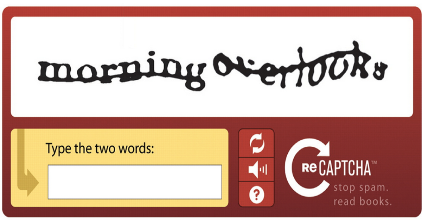 morning overlooks
Type the two words:
ReCAPTCHA™
stop spam.
read books.
?